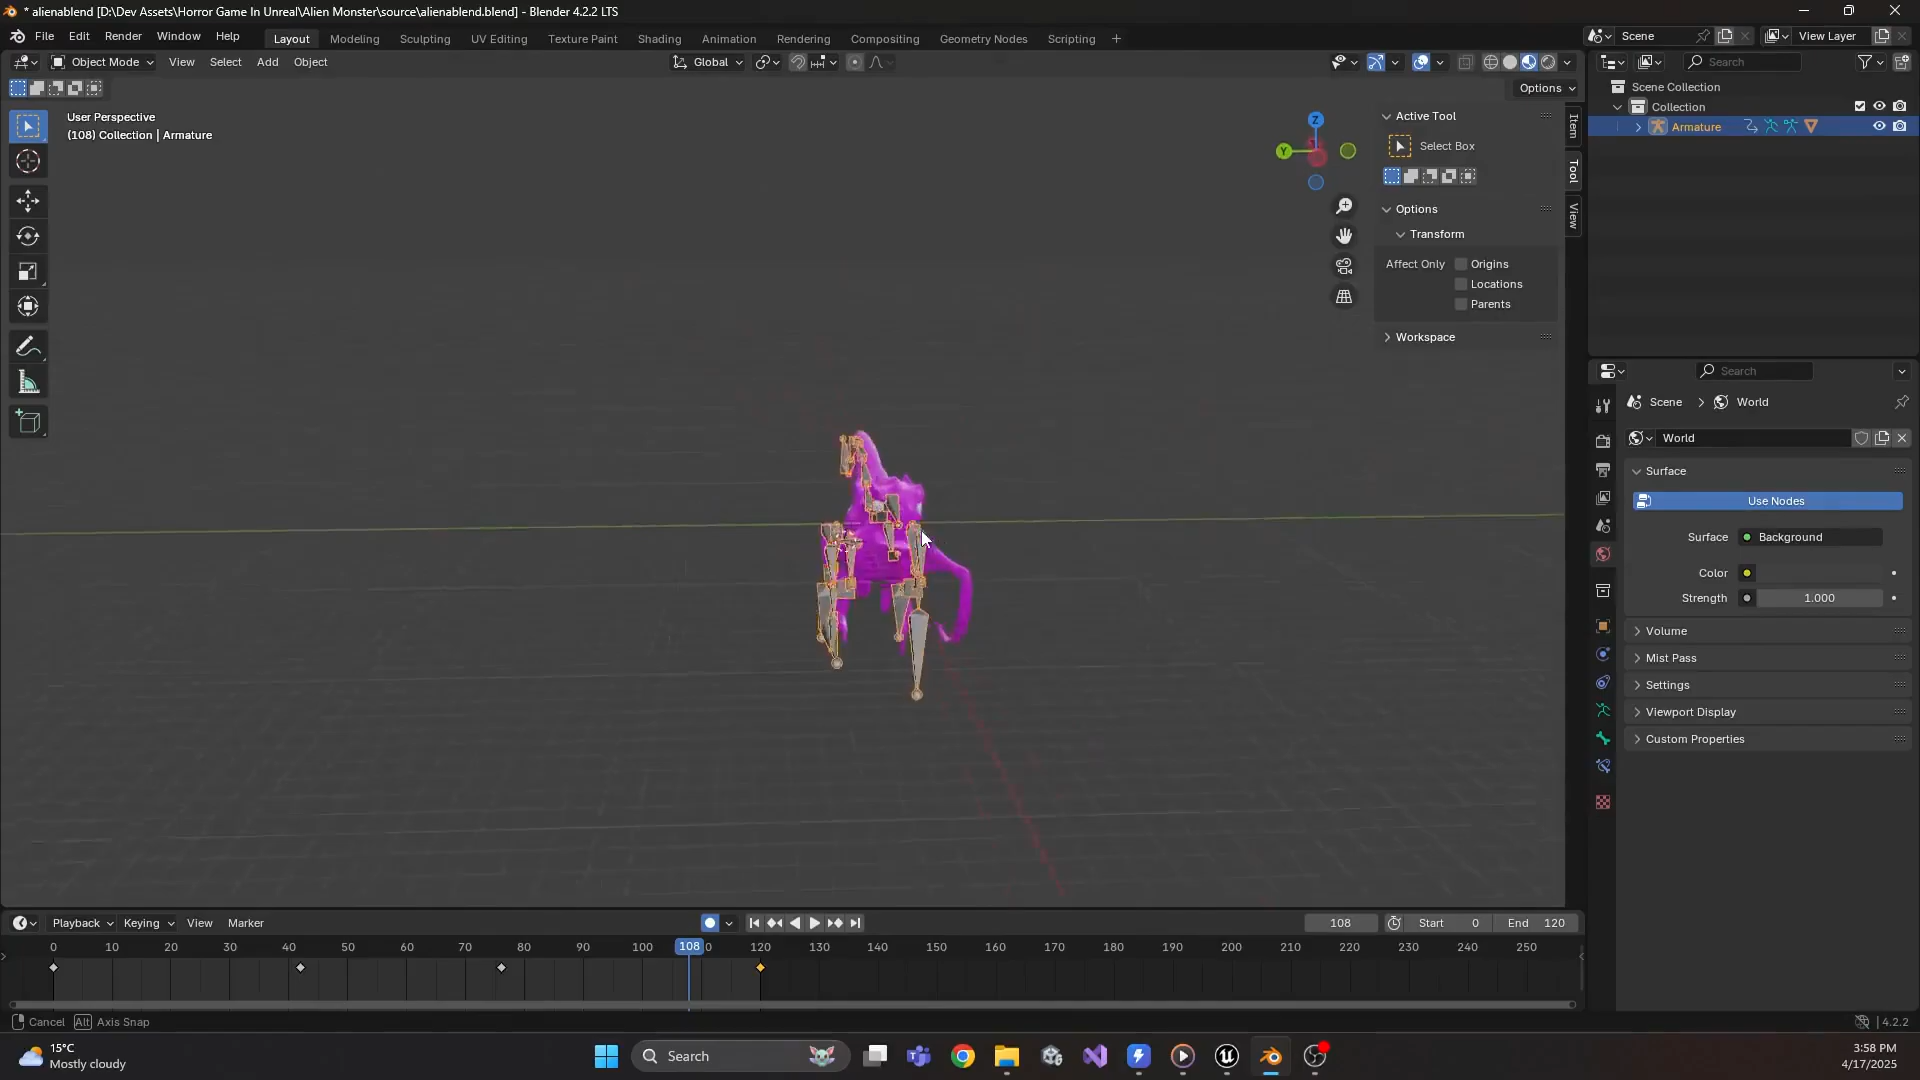 * alienablend [D:\Dev Assets\Horror Game In Unreal\Alien Monster\source\alienablend.blend] - Blender 4.2.2 LTS
File Edit Render Window Help Layout Modeling Sculpting UV Editing Texture Paint Shading Animation Rendering Compositing Geometry Nodes Scripting + Scene View Layer
Object Mode View Select Add Object Global Search
Options
Scene Collection
Collection
Armature
User Perspective
(108) Collection | Armature
Z
Y
Active Tool
Select Box
Options
Transform
Affect Only Origins
Locations
Parents
Workspace
Item
Tool
View
Search
Scene > World
World
Surface
Use Nodes
Surface Background
Color
Strength 1.000
Volume
Mist Pass
Settings
Viewport Display
Custom Properties
Playback Keying View Marker 108 Start 0 End 120
0 10 20 30 40 50 60 70 80 90 100 108 0 120 130 140 150 160 170 180 190 200 210 220 230 240 250
Cancel Alt Axis Snap 4.2.2
15°C
Mostly cloudy
Search
3:58 PM
4/17/2025